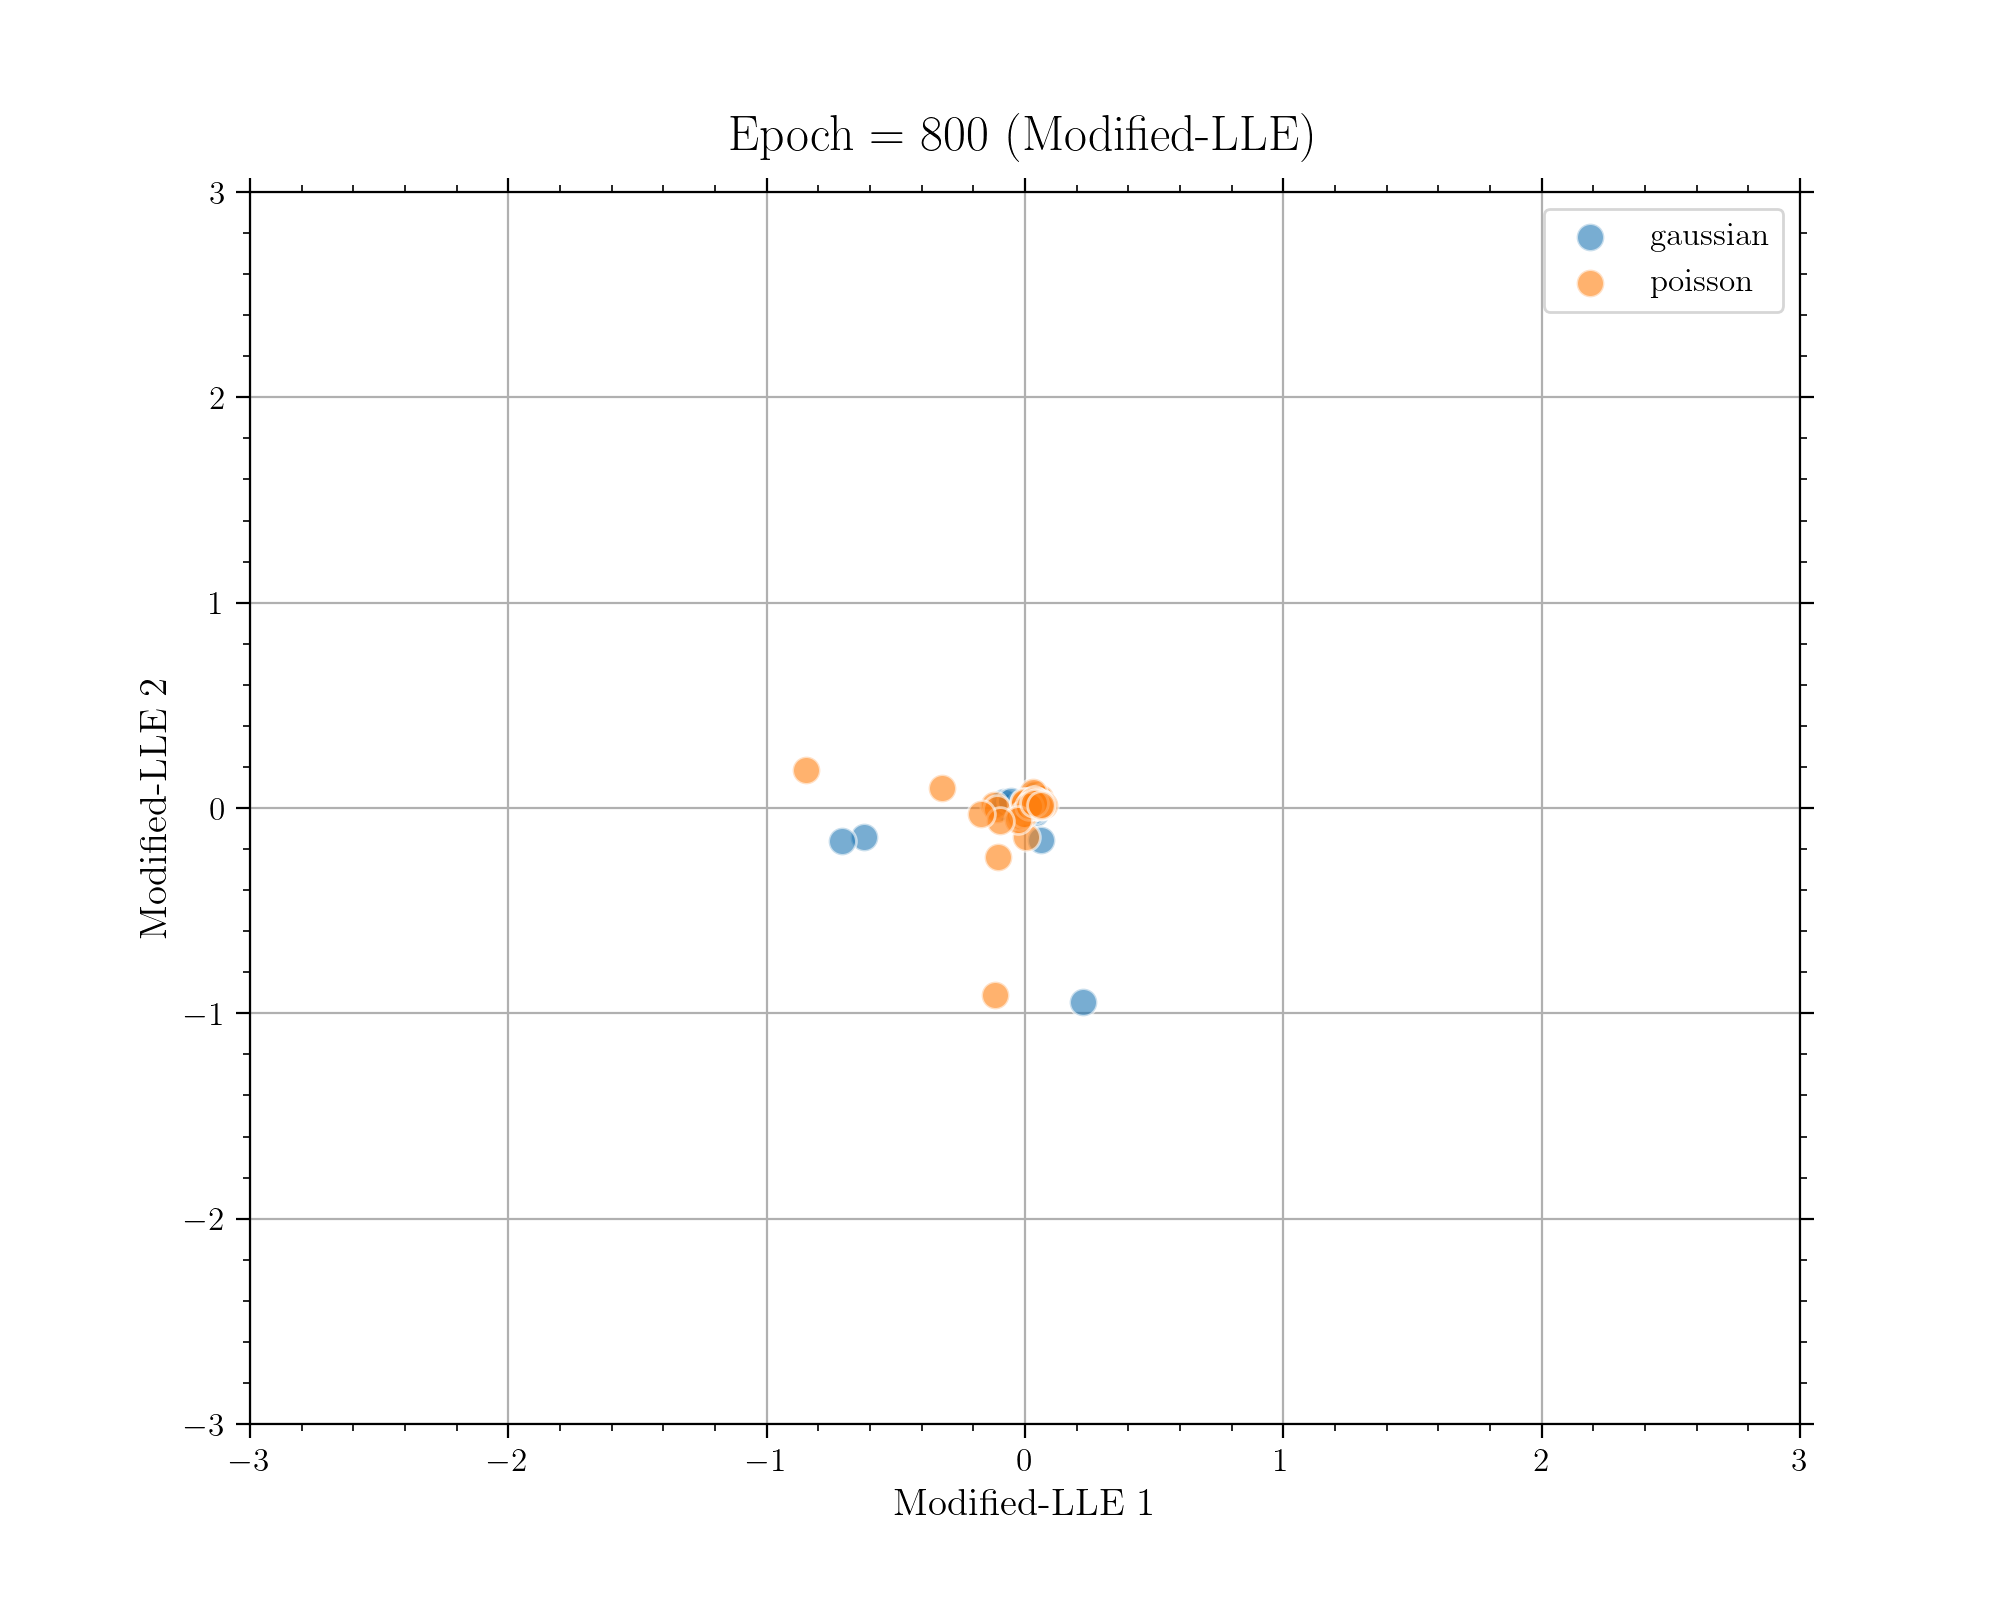 Epoch = 800 (Modified-LLE)
gaussian
poisson
3
2
1
0
−1
−2
−3
Modified-LLE 2
−3
−2
−1
0
1
2
3
Modified-LLE 1